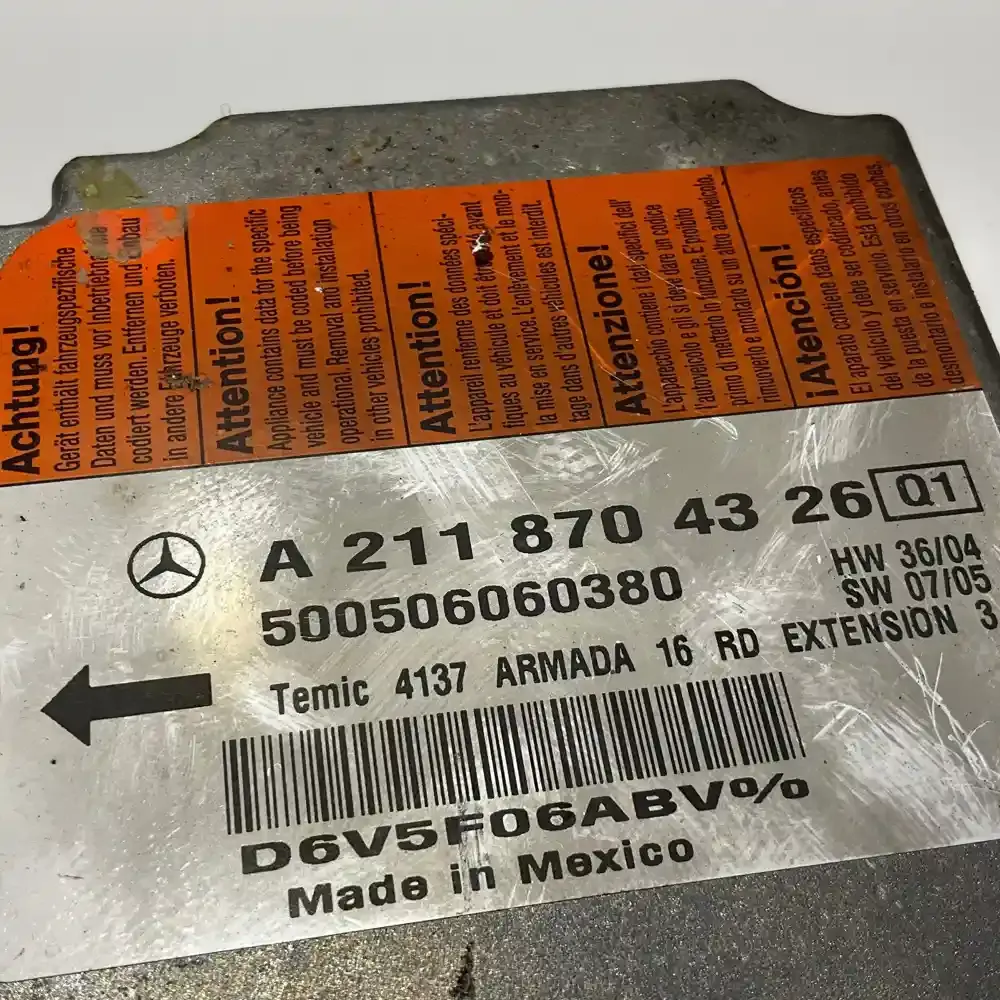 Achtung!
Gerät enthält fahrzeugspezifische
Daten und muss vor Inbetriebnahme
codiert werden. Entfernen und Einbau
in andere Fahrzeuge verboten.
Attention!
Appliance contains data for the specific
vehicle and must be coded before being
operational. Removal and installation
in other vehicles prohibited.
Attention!
L'appareil renferme des données spéci-
fiques au véhicule et doit être codé avant
la mise en service. L'enlèvement et le mon-
tage dans d'autres véhicules est interdit.
Attenzione!
L'apparecchio contiene i dati specifici dell'
l'autoveicolo e gli si deve dare un codice
primo di metterlo in funzione. E prohibito
rimuoverlo e montarlo su un altro autoveicolo.
¡Atención!
El aparato contiene datos específicos
del vehículo y debe ser codificado, antes
de la puesta en servicio. Está prohibido
desmontarlo e instalarlo en otros coches.
A 211 870 43 26 Q1
HW 36/04
500506060380
SW 07/05
Temic 4137 ARMADA 16 RD EXTENSION 3
D6V5F06ABV%
Made in Mexico